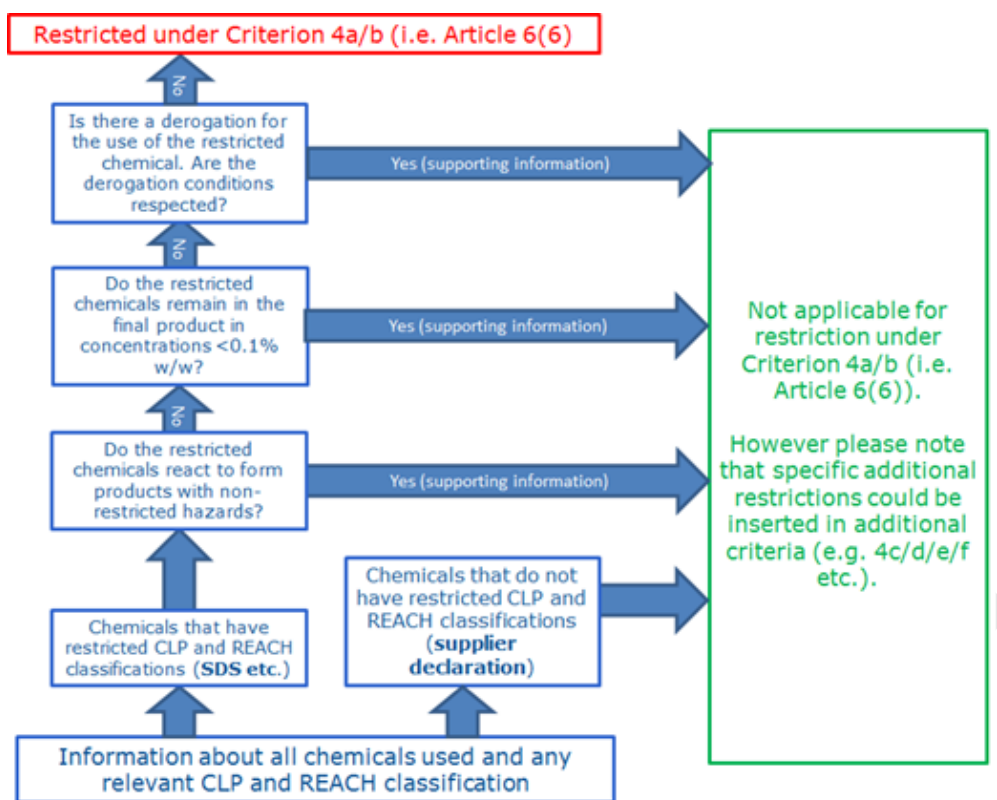 Restricted under Criterion 4a/b (i.e. Article 6(6)
No
Is there a derogation for
the use of the restricted
chemical. Are the
derogation conditions
respected?
Yes (supporting information)
No
Do the restricted
chemicals remain in the
final product in
concentrations <0.1%
w/w?
Yes (supporting information)
No
Do the restricted
chemicals react to form
products with non-
restricted hazards?
Yes (supporting information)
Chemicals that have
restricted CLP and REACH
classifications (SDS etc.)
Chemicals that do not
have restricted CLP and
REACH classifications
(supplier
declaration)
Information about all chemicals used and any
relevant CLP and REACH classification
Not applicable for
restriction under
Criterion 4a/b (i.e.
Article 6(6)).
However please note
that specific additional
restrictions could be
inserted in additional
criteria (e.g. 4c/d/e/f
etc.).